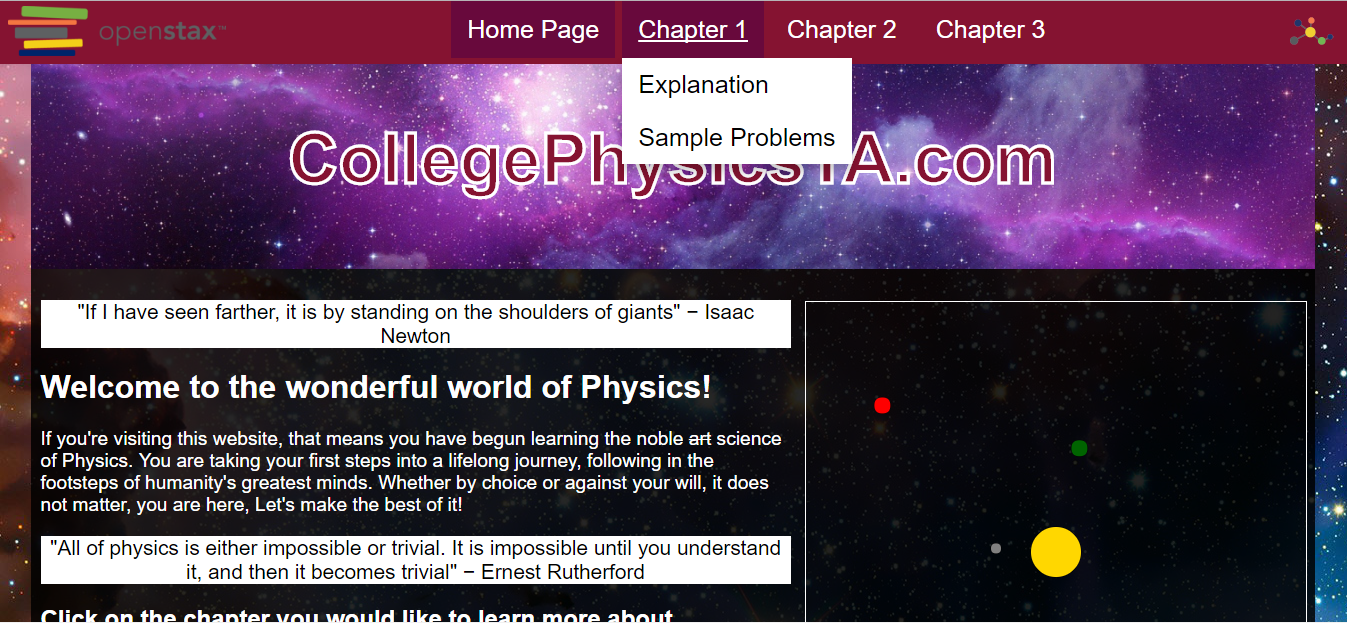 openstax™ Home Page Chapter 1 Chapter 2 Chapter 3
Explanation
Sample Problems
CollegePhysicsTA.com
"If I have seen farther, it is by standing on the shoulders of giants" − Isaac
Newton
Welcome to the wonderful world of Physics!
If you're visiting this website, that means you have begun learning the noble art science
of Physics. You are taking your first steps into a lifelong journey, following in the
footsteps of humanity's greatest minds. Whether by choice or against your will, it does
not matter, you are here, Let's make the best of it!
"All of physics is either impossible or trivial. It is impossible until you understand
it, and then it becomes trivial" − Ernest Rutherford
Click on the chapter you would like to learn more about